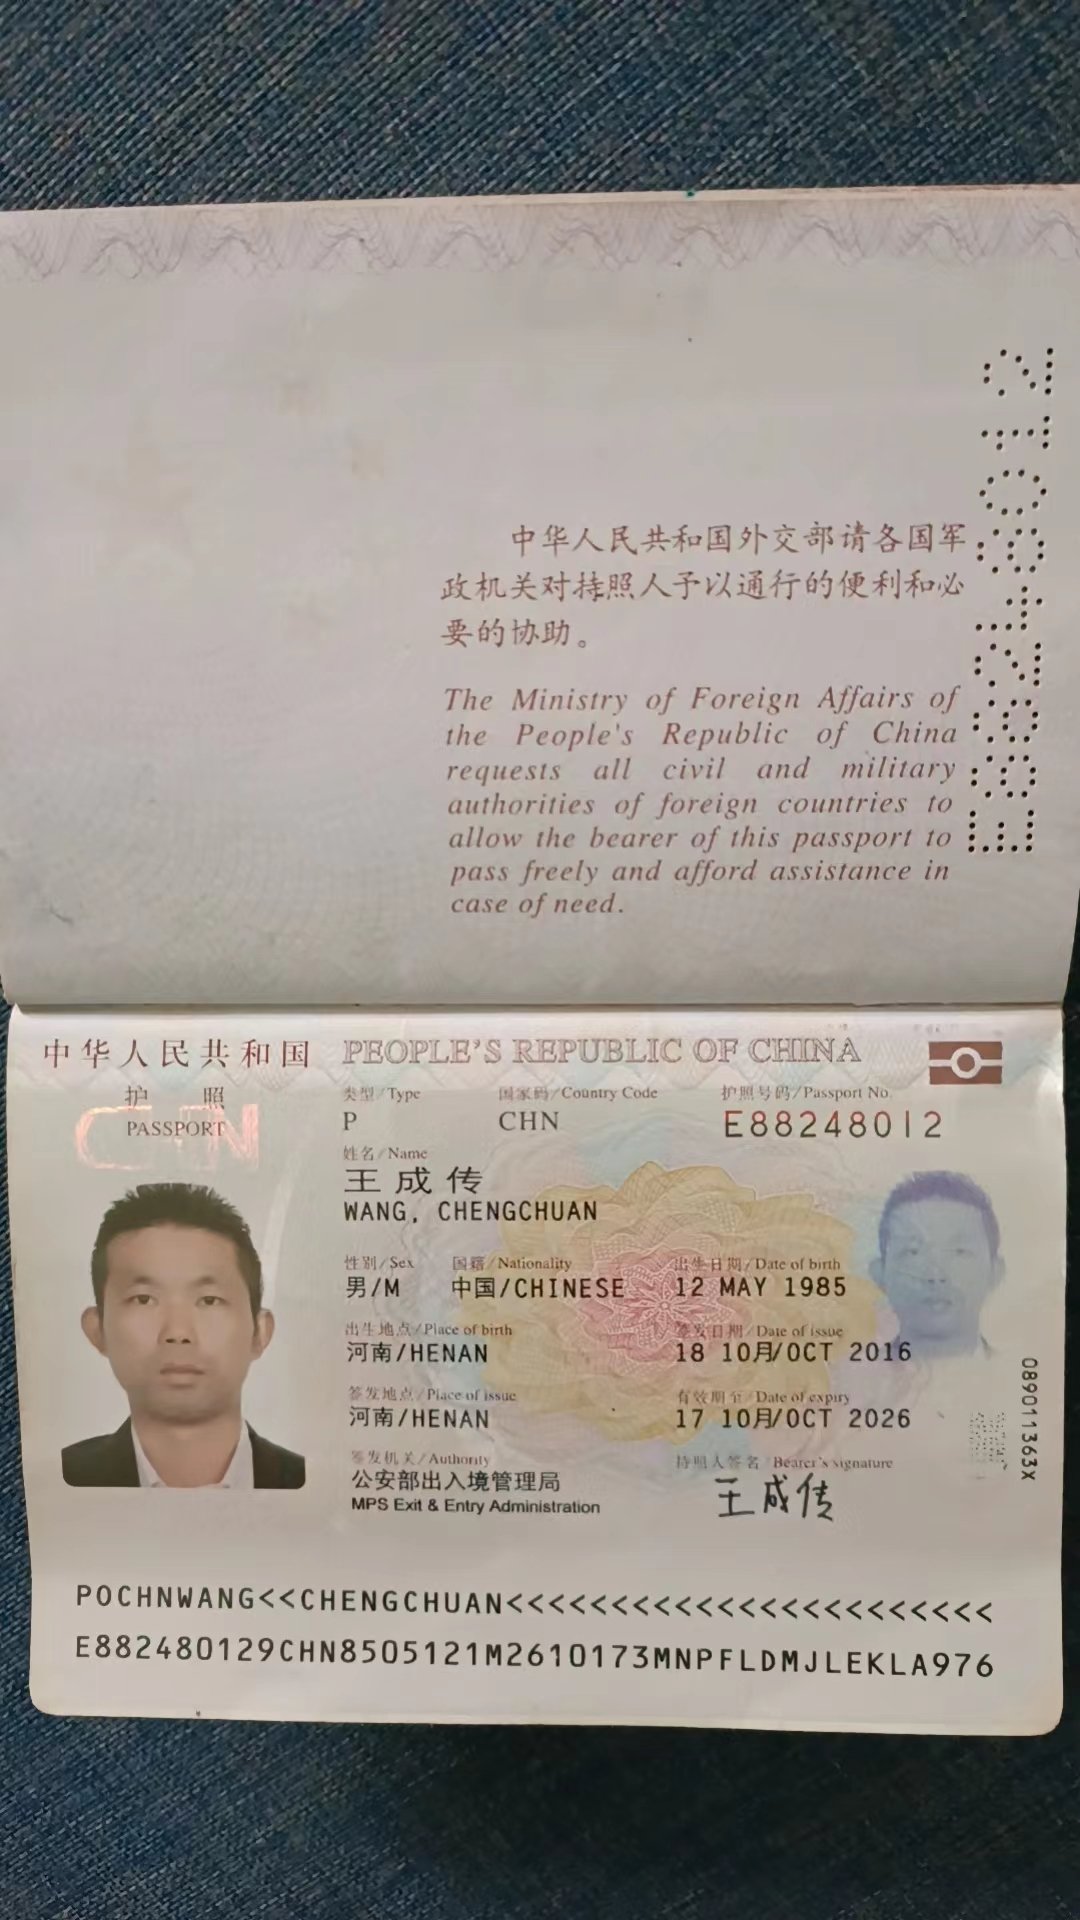 中华人民共和国外交部请各国军
政机关对持照人予以通行的便利和必
要的协助。
The Ministry of Foreign Affairs of
the People's Republic of China
requests all civil and military
authorities of foreign countries to
allow the bearer of this passport to
pass freely and afford assistance in
case of need.
E88248012
中华人民共和国 PEOPLE'S REPUBLIC OF CHINA
护 照
PASSPORT
CHN
类型/Type 国家码/Country Code 护照号码/Passport No.
P CHN E88248012
姓名/Name
王成传
WANG, CHENGCHUAN
性别/Sex 国籍/Nationality 出生日期/Date of birth
男/M 中国/CHINESE 12 MAY 1985
出生地点/Place of birth 签发日期/Date of issue
河南/HENAN 18 10月/OCT 2016
签发地点/Place of issue 有效期至/Date of expiry
河南/HENAN 17 10月/OCT 2026
签发机关/Authority 持照人签名/Bearer's signature
公安部出入境管理局
MPS Exit & Entry Administration
王成传
089011363X
POCHNWANG<<CHENGCHUAN<<<<<<<<<<<<<<<<<<<<<<<
E882480129CHN8505121M2610173MNPFLDMJLEKLA976